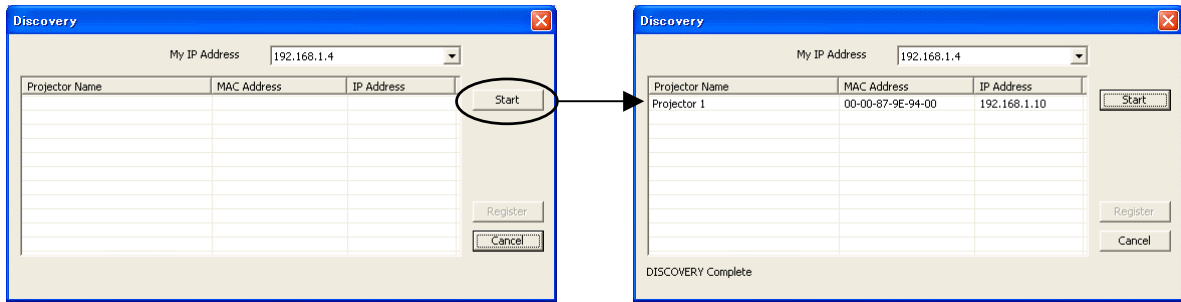 Discovery
My IP Address 192.168.1.4
Projector Name MAC Address IP Address
Start
Register
Cancel
Discovery
My IP Address 192.168.1.4
Projector Name MAC Address IP Address
Projector 1 00-00-87-9E-94-00 192.168.1.10
Start
Register
Cancel
DISCOVERY Complete